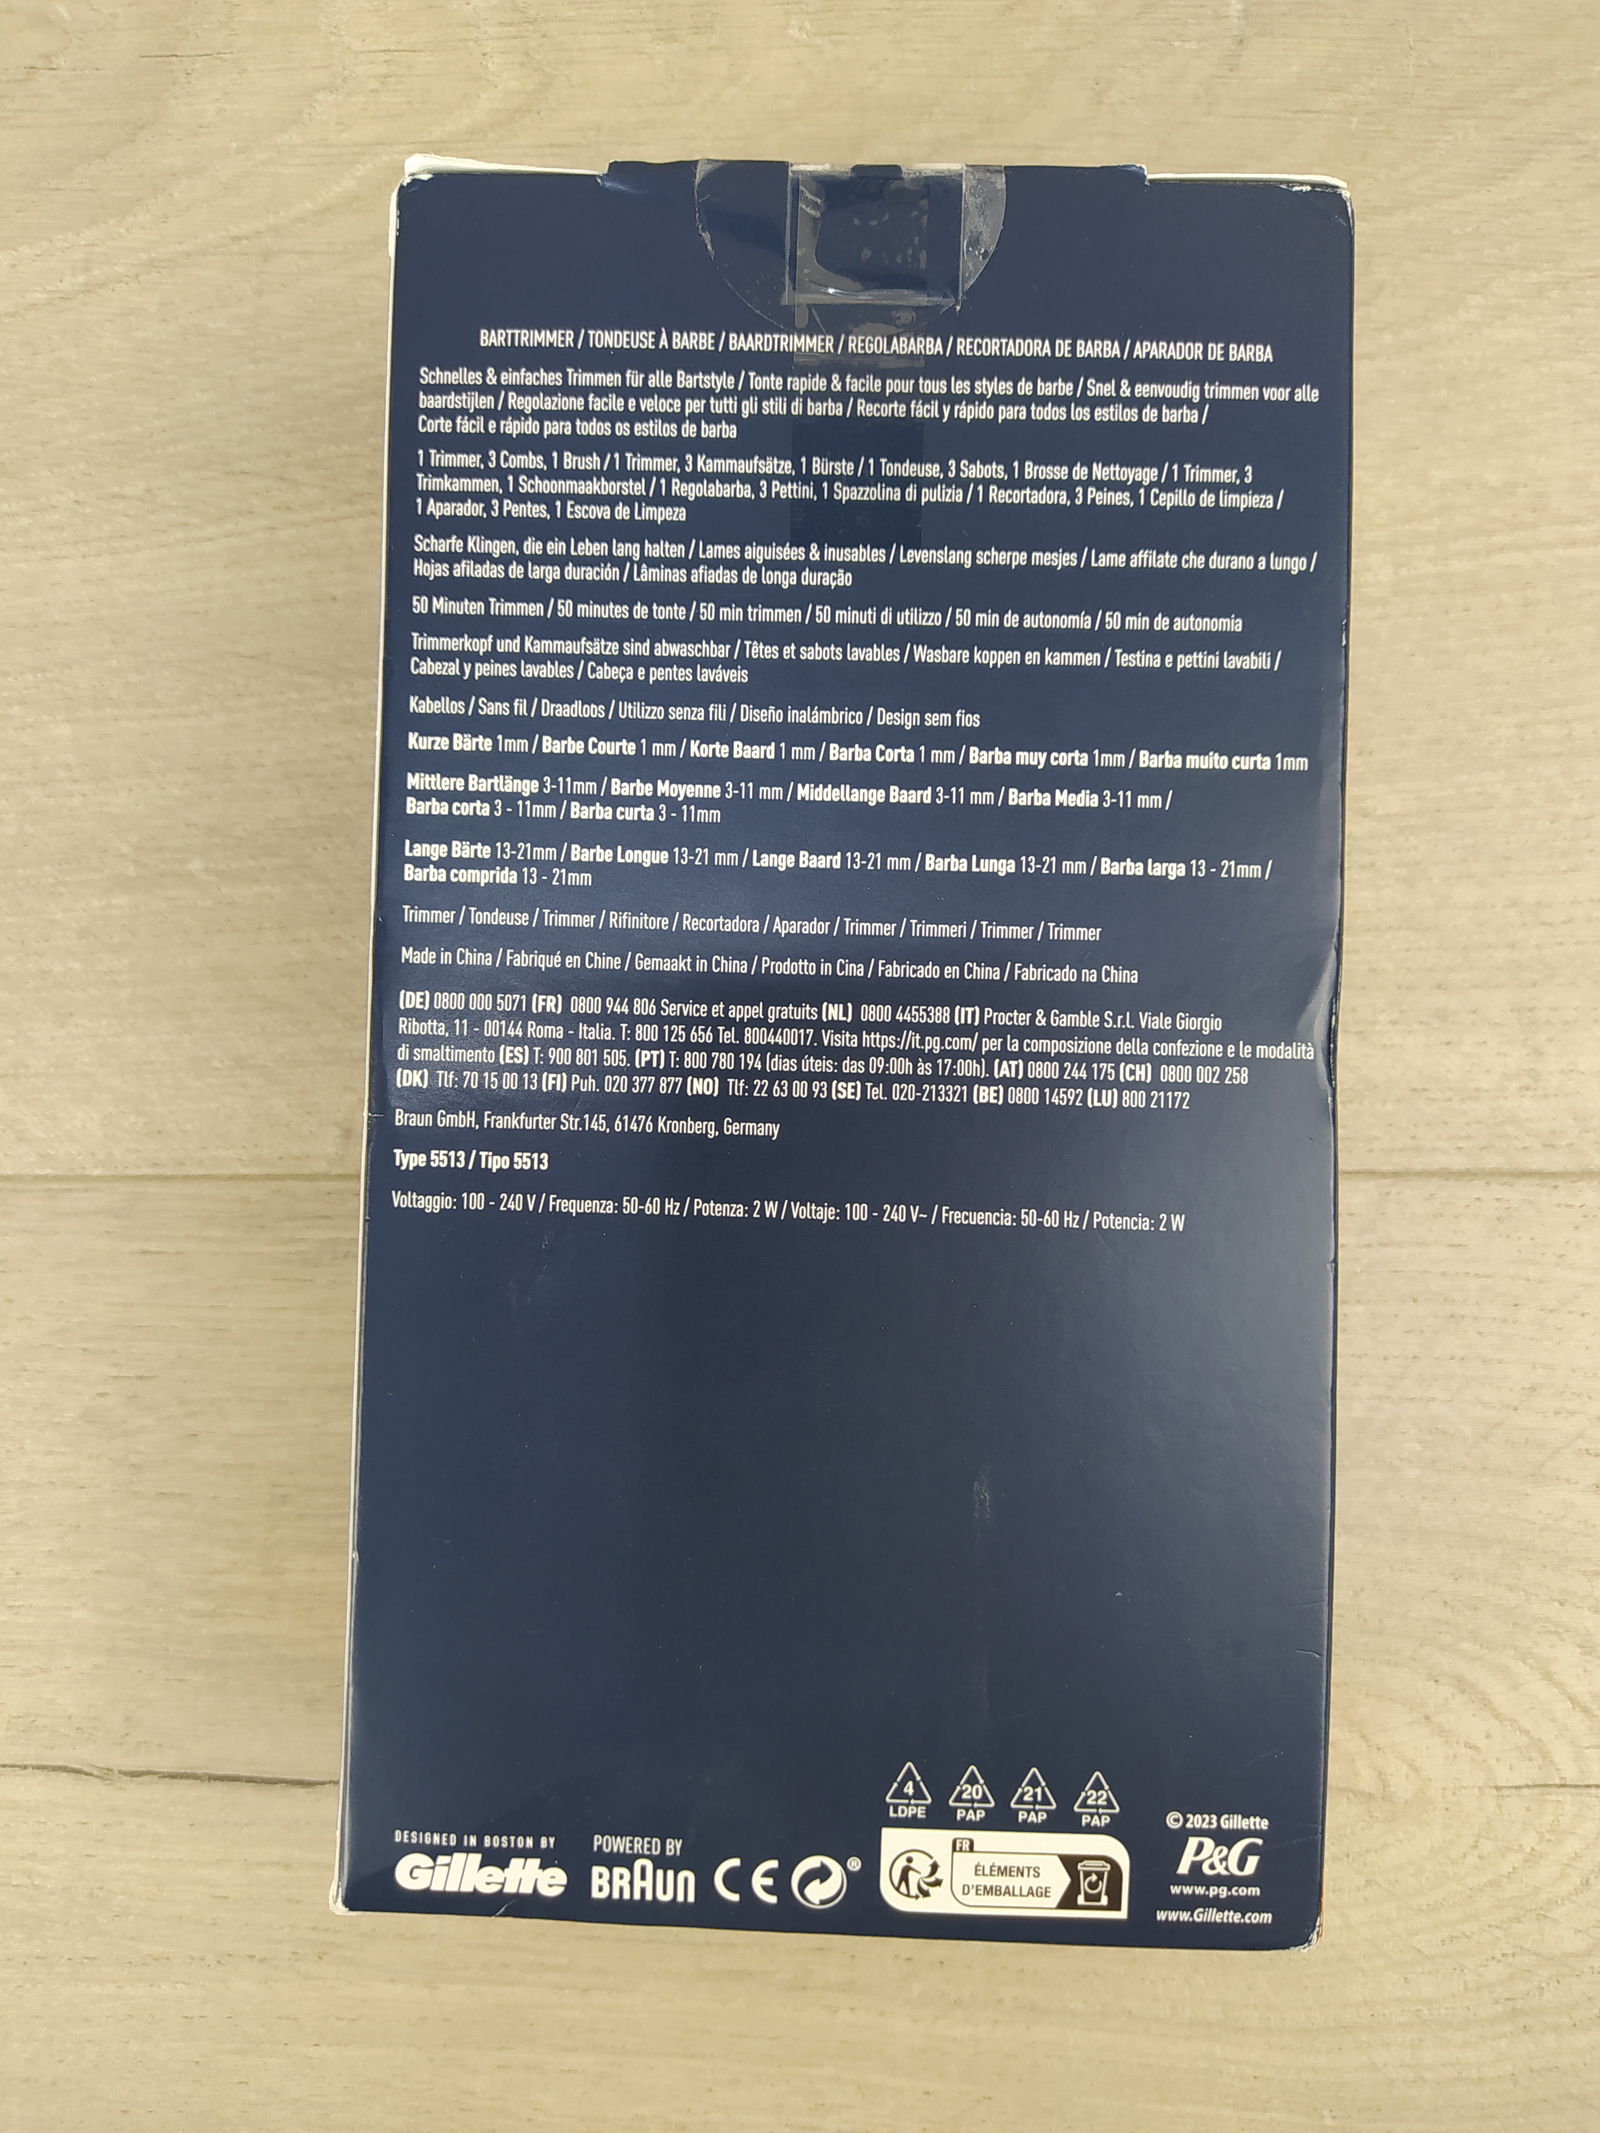 BARTTRIMMER / TONDEUSE À BARBE / BAARDTRIMMER / REGOLABARBA / RECORTADORA DE BARBA / APARADOR DE BARBA
Schnelles & einfaches Trimmen für alle Bartstyle / Tonte rapide & facile pour tous les styles de barbe / Snel & eenvoudig trimmen voor alle
baardstijlen / Regolazione facile e veloce per tutti gli stili di barba / Recorte fácil y rápido para todos los estilos de barba /
Corte fácil e rápido para todos os estilos de barba
1 Trimmer, 3 Combs, 1 Brush / 1 Trimmer, 3 Kammaufsätze, 1 Bürste / 1 Tondeuse, 3 Sabots, 1 Brosse de Nettoyage / 1 Trimmer, 3
Trimkammen, 1 Schoonmaakborstel / 1 Regolabarba, 3 Pettini, 1 Spazzolina di pulizia / 1 Recortadora, 3 Peines, 1 Cepillo de limpieza /
1 Aparador, 3 Pentes, 1 Escova de Limpeza
Scharfe Klingen, die ein Leben lang halten / Lames aiguisées & inusables / Levenslang scherpe mesjes / Lame affilate che durano a lungo /
Hojas afiladas de larga duración / Lâminas afiadas de longa duração
50 Minuten Trimmen / 50 minutes de tonte / 50 min trimmen / 50 minuti di utilizzo / 50 min de autonomía / 50 min de autonomia
Trimmerkopf und Kammaufsätze sind abwaschbar / Têtes et sabots lavables / Wasbare koppen en kammen / Testina e pettini lavabili /
Cabezal y peines lavables / Cabeça e pentes laváveis
Kabellos / Sans fil / Draadloos / Utilizzo senza fili / Diseño inalámbrico / Design sem fios
Kurze Bärte 1mm / Barbe Courte 1 mm / Korte Baard 1 mm / Barba Corta 1 mm / Barba muy corta 1mm / Barba muito curta 1mm
Mittlere Bartlänge 3-11mm / Barbe Moyenne 3-11 mm / Middellange Baard 3-11 mm / Barba Media 3-11 mm /
Barba corta 3 - 11mm / Barba curta 3 - 11mm
Lange Bärte 13-21mm / Barbe Longue 13-21 mm / Lange Baard 13-21 mm / Barba Lunga 13-21 mm / Barba larga 13 - 21mm /
Barba comprida 13 - 21mm
Trimmer / Tondeuse / Trimmer / Rifinitore / Recortadora / Aparador / Trimmer / Trimmeri / Trimmer / Trimmer
Made in China / Fabriqué en Chine / Gemaakt in China / Prodotto in Cina / Fabricado en China / Fabricado na China
(DE) 0800 000 5071 (FR) 0800 944 806 Service et appel gratuits (NL) 0800 4455388 (IT) Procter & Gamble S.r.l. Viale Giorgio
Ribotta, 11 - 00144 Roma - Italia. T: 800 125 656 Tel. 800440017. Visita https://it.pg.com/ per la composizione della confezione e le modalità
di smaltimento (ES) T: 900 801 505. (PT) T: 800 780 194 (dias úteis: das 09:00h às 17:00h). (AT) 0800 244 175 (CH) 0800 002 258
(DK) Tlf: 70 15 00 13 (FI) Puh. 020 377 877 (NO) Tlf: 22 63 00 93 (SE) Tel. 020-213321 (BE) 0800 14592 (LU) 800 21172
Braun GmbH, Frankfurter Str.145, 61476 Kronberg, Germany
Type 5513 / Tipo 5513
Voltaggio: 100 - 240 V / Frequenza: 50-60 Hz / Potenza: 2 W / Voltaje: 100 - 240 V~ / Frecuencia: 50-60 Hz / Potencia: 2 W
4 20 21 22
LDPE PAP PAP PAP
DESIGNED IN BOSTON BY
Gillette
POWERED BY
BRAUN
CE
®
FR
ÉLÉMENTS
D'EMBALLAGE
© 2023 Gillette
P&G
www.pg.com
www.Gillette.com